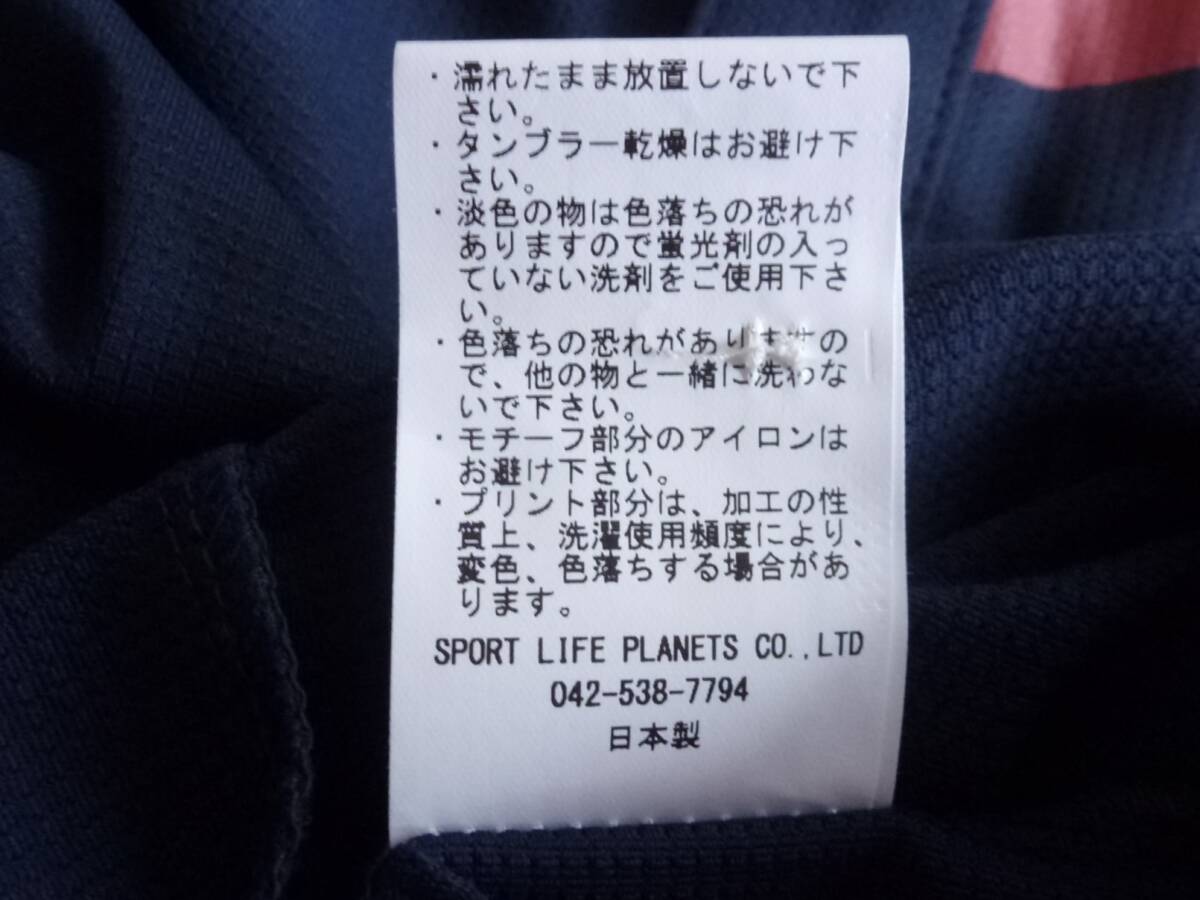 ・濡れたまま放置しないで下
さい。
・タンブラー乾燥はお避け下
さい。
・淡色の物は色落ちの恐れが
ありますので蛍光剤の入っ
ていない洗剤をご使用下さ
い。
・色落ちの恐れがありますの
で、他の物と一緒に洗わな
いで下さい。
・モチーフ部分のアイロンは
お避け下さい。
・プリント部分は、加工の性
質上、洗濯使用頻度により、
変色、色落ちする場合があ
ります。
SPORT LIFE PLANETS CO.,LTD
042-538-7794
日本製